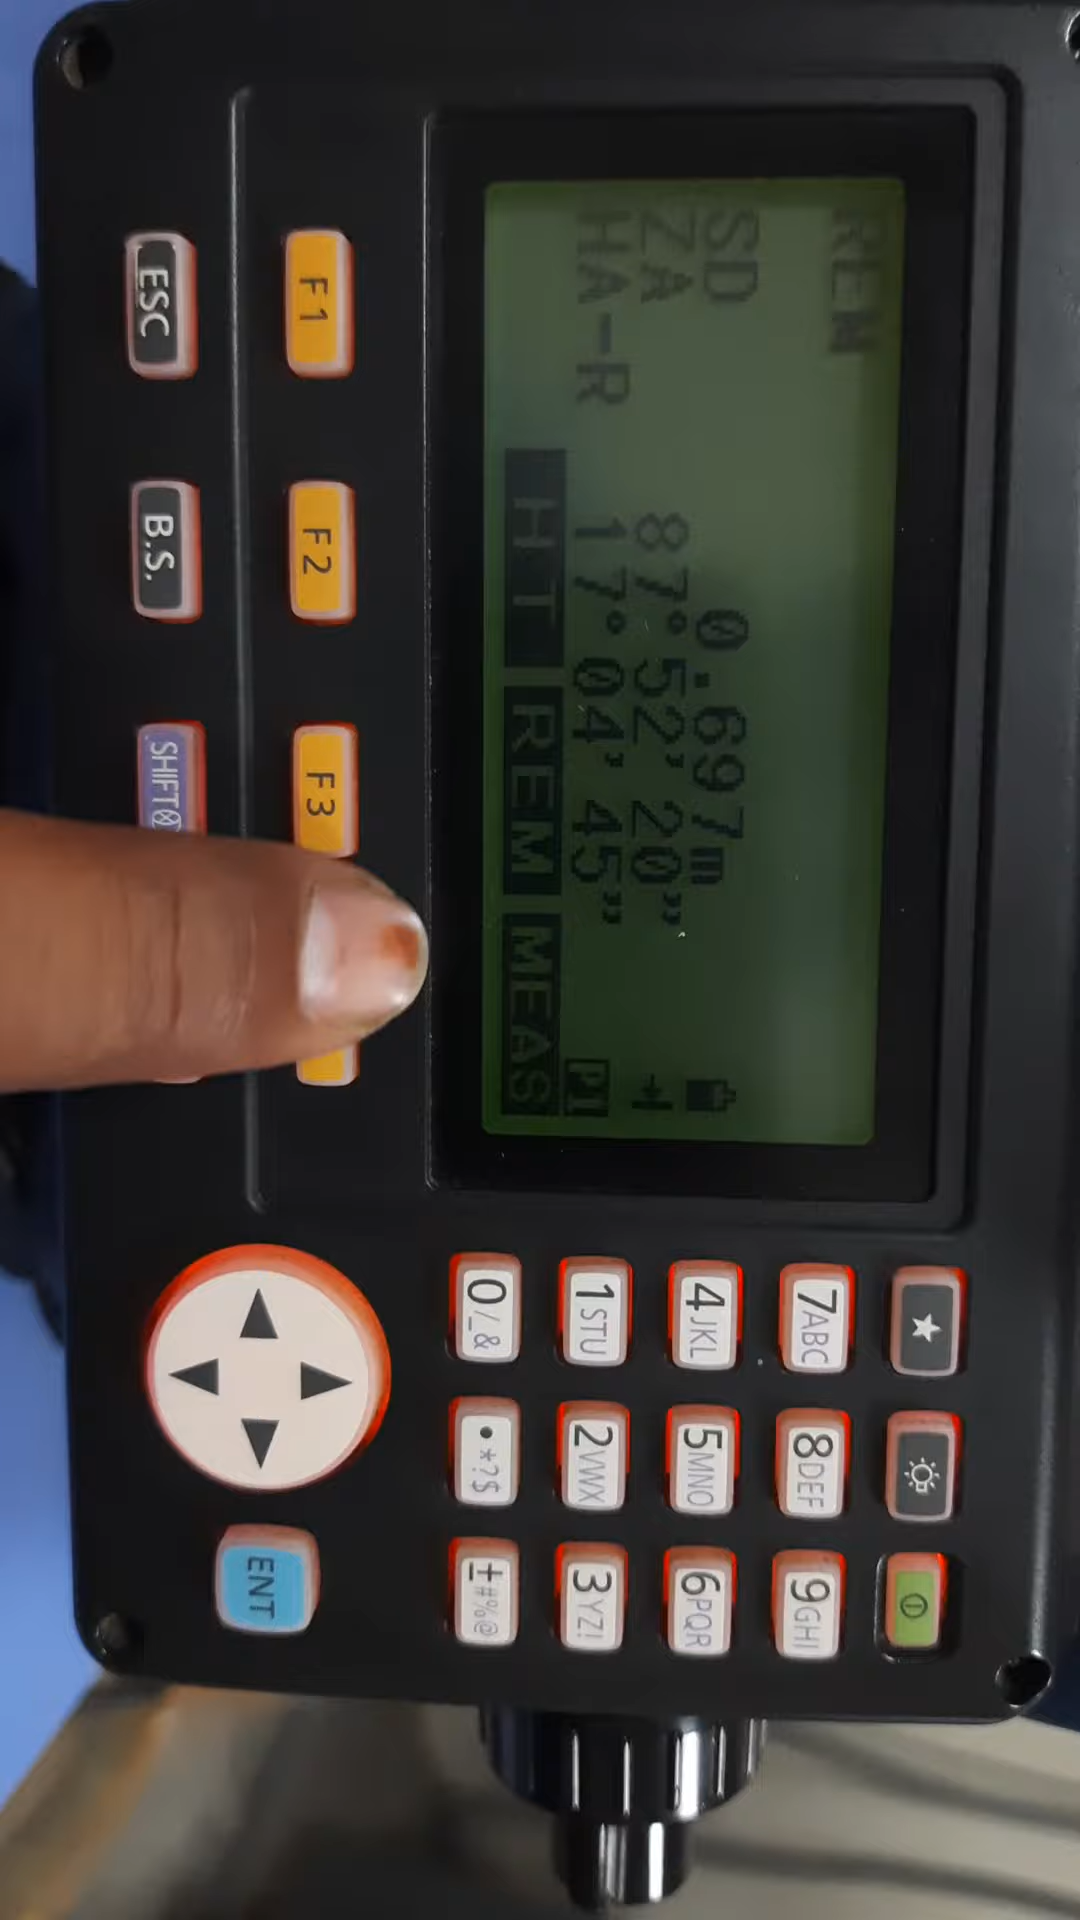 REM
SD 0.697m
ZA 87°52'20"
HA-R 17°04'45"
P1
HT REM MEAS
F1 F2 F3
ESC B.S. SHIFT
★
7ABC 8DEF 9GHI
4JKL 5MNO 6PQR
1STU 2VWX 3YZ!
0/_& •*?$ ±#%@
ENT